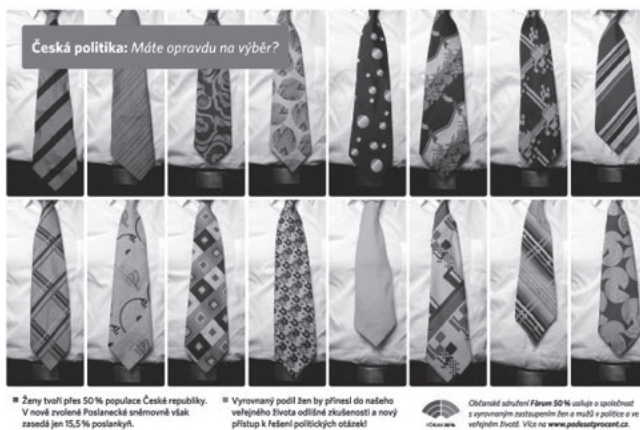 Česká politika: Máte opravdu na výběr?
■ Ženy tvoří přes 50 % populace České republiky.
V nově zvolené Poslanecké sněmovně však
zasedá jen 15,5 % poslankyň.
■ Vyrovnaný podíl žen by přinesl do našeho
veřejného života odlišné zkušenosti a nový
přístup k řešení politických otázek!
FÓRUM 50 %
Občanské sdružení Fórum 50 % usiluje o společnost
s vyrovnaným zastoupením žen a mužů v politice a ve
veřejném životě. Více na www.padesatprocent.cz.